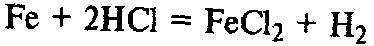 Fe + 2HCl = FeCl₂ + H₂